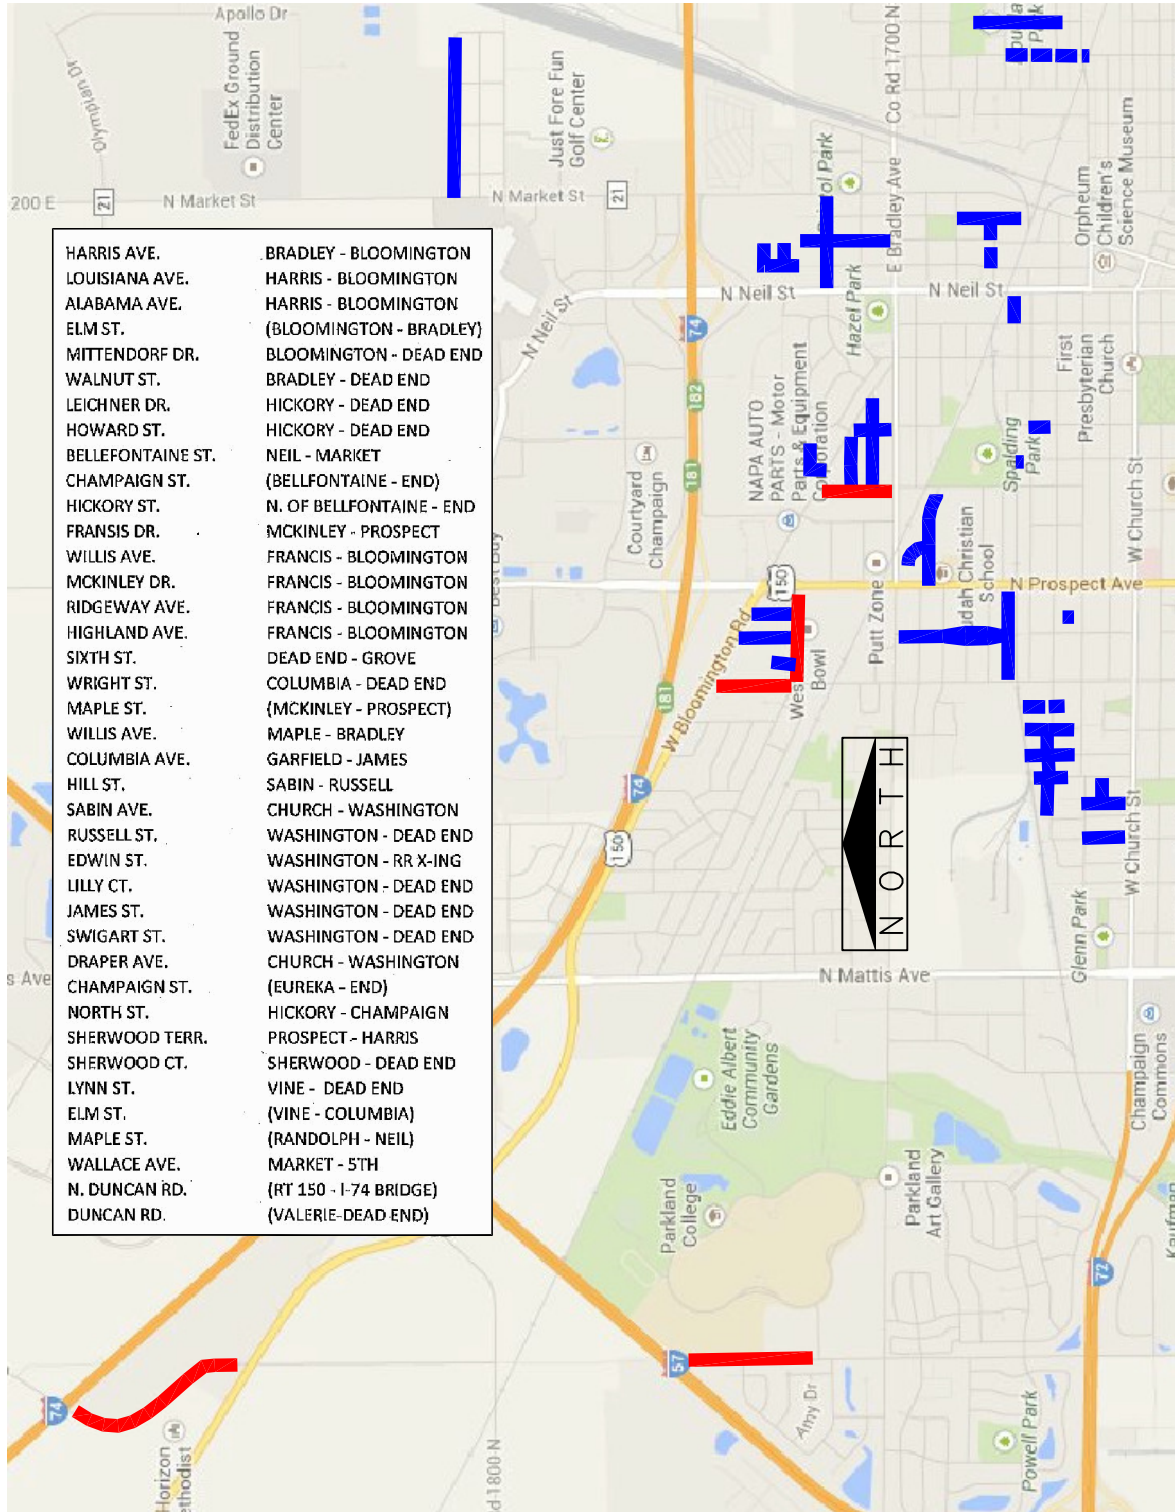 Apollo Dr
Olympian Dr
FedEx Ground
Distribution
Center
Just Fore Fun
Golf Center
Co Rd 1700 N
200 E
21
N Market St
N Market St
21
Orpheum
Children's
Science Museum
E Bradley Ave
N Neil St
N Neil St
N Neil St
Hazel Park
74
182
181
First
Presbyterian
Church
NAPA AUTO
PARTS - Motor
Parts & Equipment
Corporation
Courtyard
Champaign
Spalding
Park
W Church St
150
N Prospect Ave
Putt Zone
School
W Bloomington Rd
Bowl
181
74
150
NORTH
W Church St
Glenn Park
N Mattis Ave
s Ave
Eddie Albert
Community
Gardens
Champaign
Commons
Parkland
College
Parkland
Art Gallery
72
57
Amy Dr
Powell Park
74
Horizon
ethodist
d-1800-N
HARRIS AVE. BRADLEY - BLOOMINGTON
LOUISIANA AVE. HARRIS - BLOOMINGTON
ALABAMA AVE. HARRIS - BLOOMINGTON
ELM ST. (BLOOMINGTON - BRADLEY)
MITTENDORF DR. BLOOMINGTON - DEAD END
WALNUT ST. BRADLEY - DEAD END
LEICHNER DR. HICKORY - DEAD END
HOWARD ST. HICKORY - DEAD END
BELLEFONTAINE ST. NEIL - MARKET
CHAMPAIGN ST. (BELLFONTAINE - END)
HICKORY ST. N. OF BELLFONTAINE - END
FRANSIS DR. MCKINLEY - PROSPECT
WILLIS AVE. FRANCIS - BLOOMINGTON
MCKINLEY DR. FRANCIS - BLOOMINGTON
RIDGEWAY AVE. FRANCIS - BLOOMINGTON
HIGHLAND AVE. FRANCIS - BLOOMINGTON
SIXTH ST. DEAD END - GROVE
WRIGHT ST. COLUMBIA - DEAD END
MAPLE ST. (MCKINLEY - PROSPECT)
WILLIS AVE. MAPLE - BRADLEY
COLUMBIA AVE. GARFIELD - JAMES
HILL ST. SABIN - RUSSELL
SABIN AVE. CHURCH - WASHINGTON
RUSSELL ST. WASHINGTON - DEAD END
EDWIN ST. WASHINGTON - RR X-ING
LILLY CT. WASHINGTON - DEAD END
JAMES ST. WASHINGTON - DEAD END
SWIGART ST. WASHINGTON - DEAD END
DRAPER AVE. CHURCH - WASHINGTON
CHAMPAIGN ST. (EUREKA - END)
NORTH ST. HICKORY - CHAMPAIGN
SHERWOOD TERR. PROSPECT - HARRIS
SHERWOOD CT. SHERWOOD - DEAD END
LYNN ST. VINE - DEAD END
ELM ST. (VINE - COLUMBIA)
MAPLE ST. (RANDOLPH - NEIL)
WALLACE AVE. MARKET - 5TH
N. DUNCAN RD. (RT 150 - I-74 BRIDGE)
DUNCAN RD. (VALERIE-DEAD END)